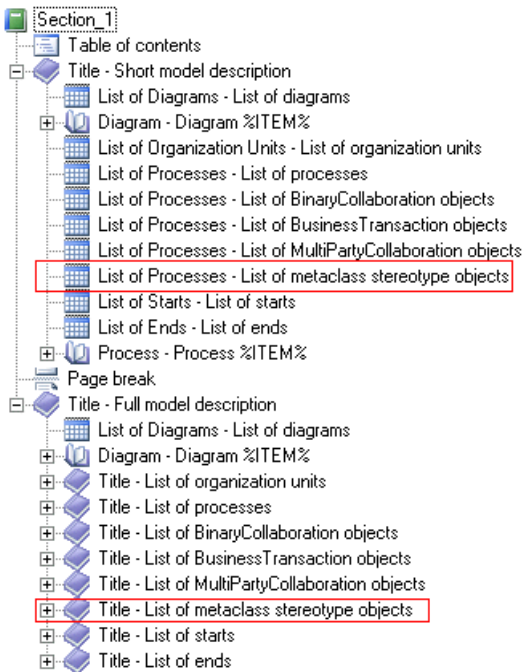 Section_1
Table of contents
Title - Short model description
List of Diagrams - List of diagrams
Diagram - Diagram %ITEM%
List of Organization Units - List of organization units
List of Processes - List of processes
List of Processes - List of BinaryCollaboration objects
List of Processes - List of BusinessTransaction objects
List of Processes - List of MultiPartyCollaboration objects
List of Processes - List of metaclass stereotype objects
List of Starts - List of starts
List of Ends - List of ends
Process - Process %ITEM%
Page break
Title - Full model description
List of Diagrams - List of diagrams
Diagram - Diagram %ITEM%
Title - List of organization units
Title - List of processes
Title - List of BinaryCollaboration objects
Title - List of BusinessTransaction objects
Title - List of MultiPartyCollaboration objects
Title - List of metaclass stereotype objects
Title - List of starts
Title - List of ends